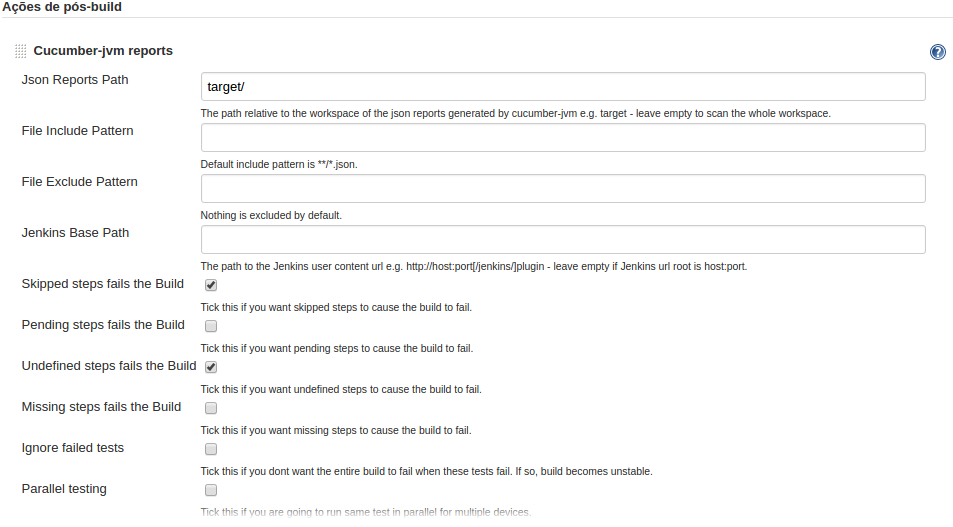 Ações de pós-build
Cucumber-jvm reports
?
Json Reports Path
target/
The path relative to the workspace of the json reports generated by cucumber-jvm e.g. target - leave empty to scan the whole workspace.
File Include Pattern
Default include pattern is **/*.json.
File Exclude Pattern
Nothing is excluded by default.
Jenkins Base Path
The path to the Jenkins user content url e.g. http://host:port[/jenkins/]plugin - leave empty if Jenkins url root is host:port.
Skipped steps fails the Build
Tick this if you want skipped steps to cause the build to fail.
Pending steps fails the Build
Tick this if you want pending steps to cause the build to fail.
Undefined steps fails the Build
Tick this if you want undefined steps to cause the build to fail.
Missing steps fails the Build
Tick this if you want missing steps to cause the build to fail.
Ignore failed tests
Tick this if you dont want the entire build to fail when these tests fail. If so, build becomes unstable.
Parallel testing
Tick this if you are going to run same test in parallel for multiple devices.